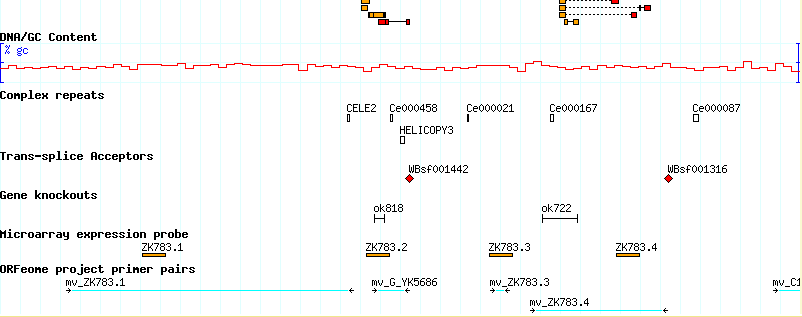 DNA/GC Content
% gc
Complex repeats
CELE2 Ce000458 Ce000021 Ce000167 Ce000087
HELICOPY3
Trans-splice Acceptors
WBsf001442 WBsf001316
Gene knockouts
ok818 ok722
Microarray expression probe
ZK783.1 ZK783.2 ZK783.3 ZK783.4
ORFeome project primer pairs
mv_ZK783.1 mv_G_YK5686 mv_ZK783.3 mv_C1
mv_ZK783.4